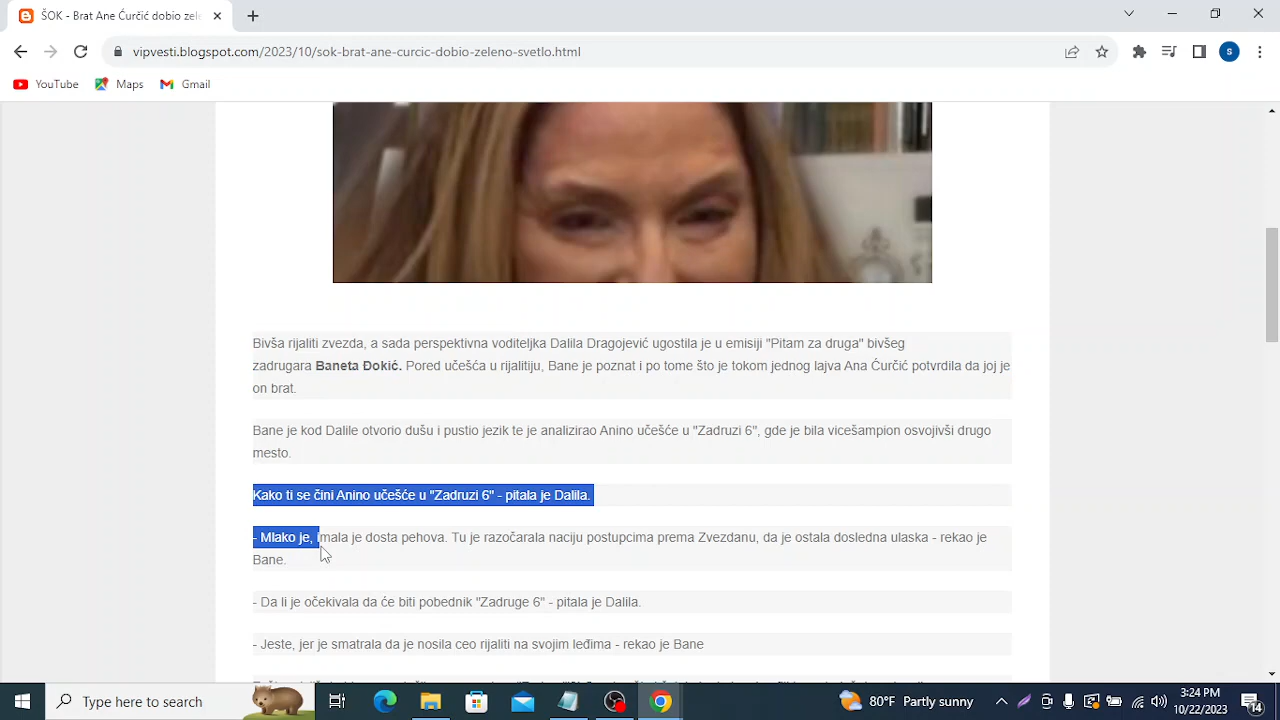 ŠOK - Brat Ane Ćurčić dobio zel
vipvesti.blogspot.com/2023/10/sok-brat-ane-curcic-dobio-zeleno-svetlo.html
S
YouTube
Maps
Gmail
Bivša rijaliti zvezda, a sada perspektivna voditeljka Dalila Dragojević ugostila je u emisiji "Pitam za druga" bivšeg
zadrugara Baneta Đokić. Pored učešća u rijalitiju, Bane je poznat i po tome što je tokom jednog lajva Ana Ćurčić potvrdila da joj je
on brat.
Bane je kod Dalile otvorio dušu i pustio jezik te je analizirao Anino učešće u "Zadruzi 6", gde je bila vicešampion osvojivši drugo
mesto.
Kako ti se čini Anino učešće u "Zadruzi 6" - pitala je Dalila.
- Mlako je, imala je dosta pehova. Tu je razočarala naciju postupcima prema Zvezdanu, da je ostala dosledna ulaska - rekao je
Bane.
- Da li je očekivala da će biti pobednik "Zadruge 6" - pitala je Dalila.
- Jeste, jer je smatrala da je nosila ceo rijaliti na svojim leđima - rekao je Bane
Type here to search
80°F Partly sunny
3:24 PM
10/22/2023
14